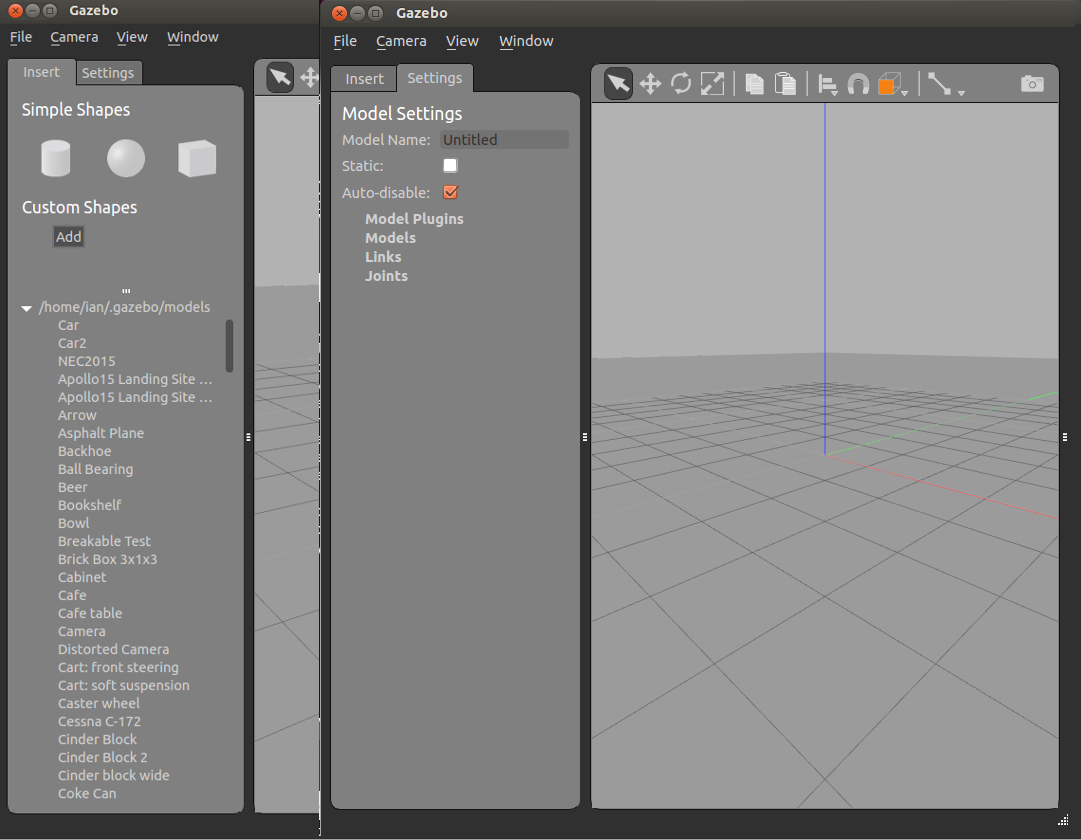 Gazebo
File Camera View Window
Insert Settings
Simple Shapes
Custom Shapes
Add
/home/ian/.gazebo/models
Car
Car2
NEC2015
Apollo15 Landing Site ...
Apollo15 Landing Site ...
Arrow
Asphalt Plane
Backhoe
Ball Bearing
Beer
Bookshelf
Bowl
Breakable Test
Brick Box 3x1x3
Cabinet
Cafe
Cafe table
Camera
Distorted Camera
Cart: front steering
Cart: soft suspension
Caster wheel
Cessna C-172
Cinder Block
Cinder Block 2
Cinder block wide
Coke Can
Gazebo
File Camera View Window
Insert Settings
Model Settings
Model Name: Untitled
Static:
Auto-disable:
Model Plugins
Models
Links
Joints